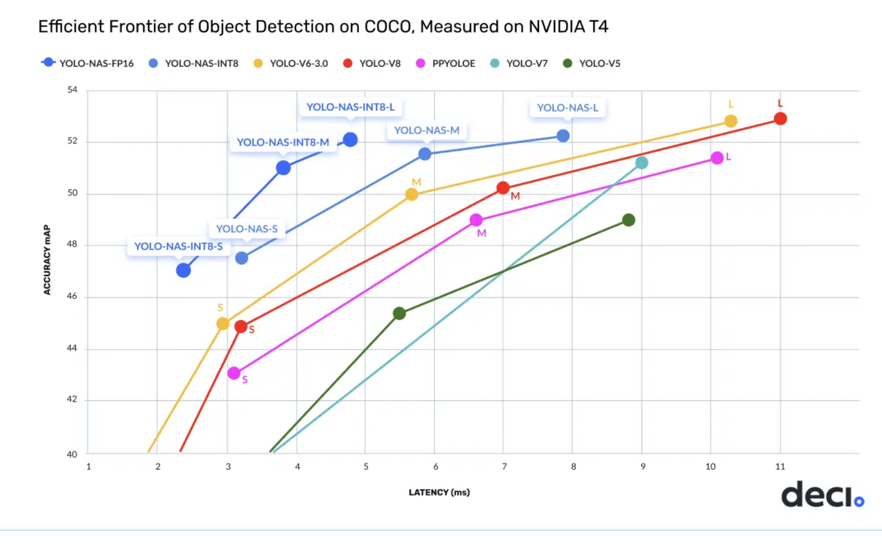 Efficient Frontier of Object Detection on COCO, Measured on NVIDIA T4
YOLO-NAS-FP16 YOLO-NAS-INT8 YOLO-V6-3.0 YOLO-V8 PPYOLOE YOLO-V7 YOLO-V5
54
52
50
48
46
44
42
40
ACCURACY mAP
YOLO-NAS-INT8-L
YOLO-NAS-L
L
L
YOLO-NAS-M
YOLO-NAS-INT8-M
L
M
M
YOLO-NAS-S
M
YOLO-NAS-INT8-S
S
S
S
1 2 3 4 5 6 7 8 9 10 11
LATENCY (ms)
deci.